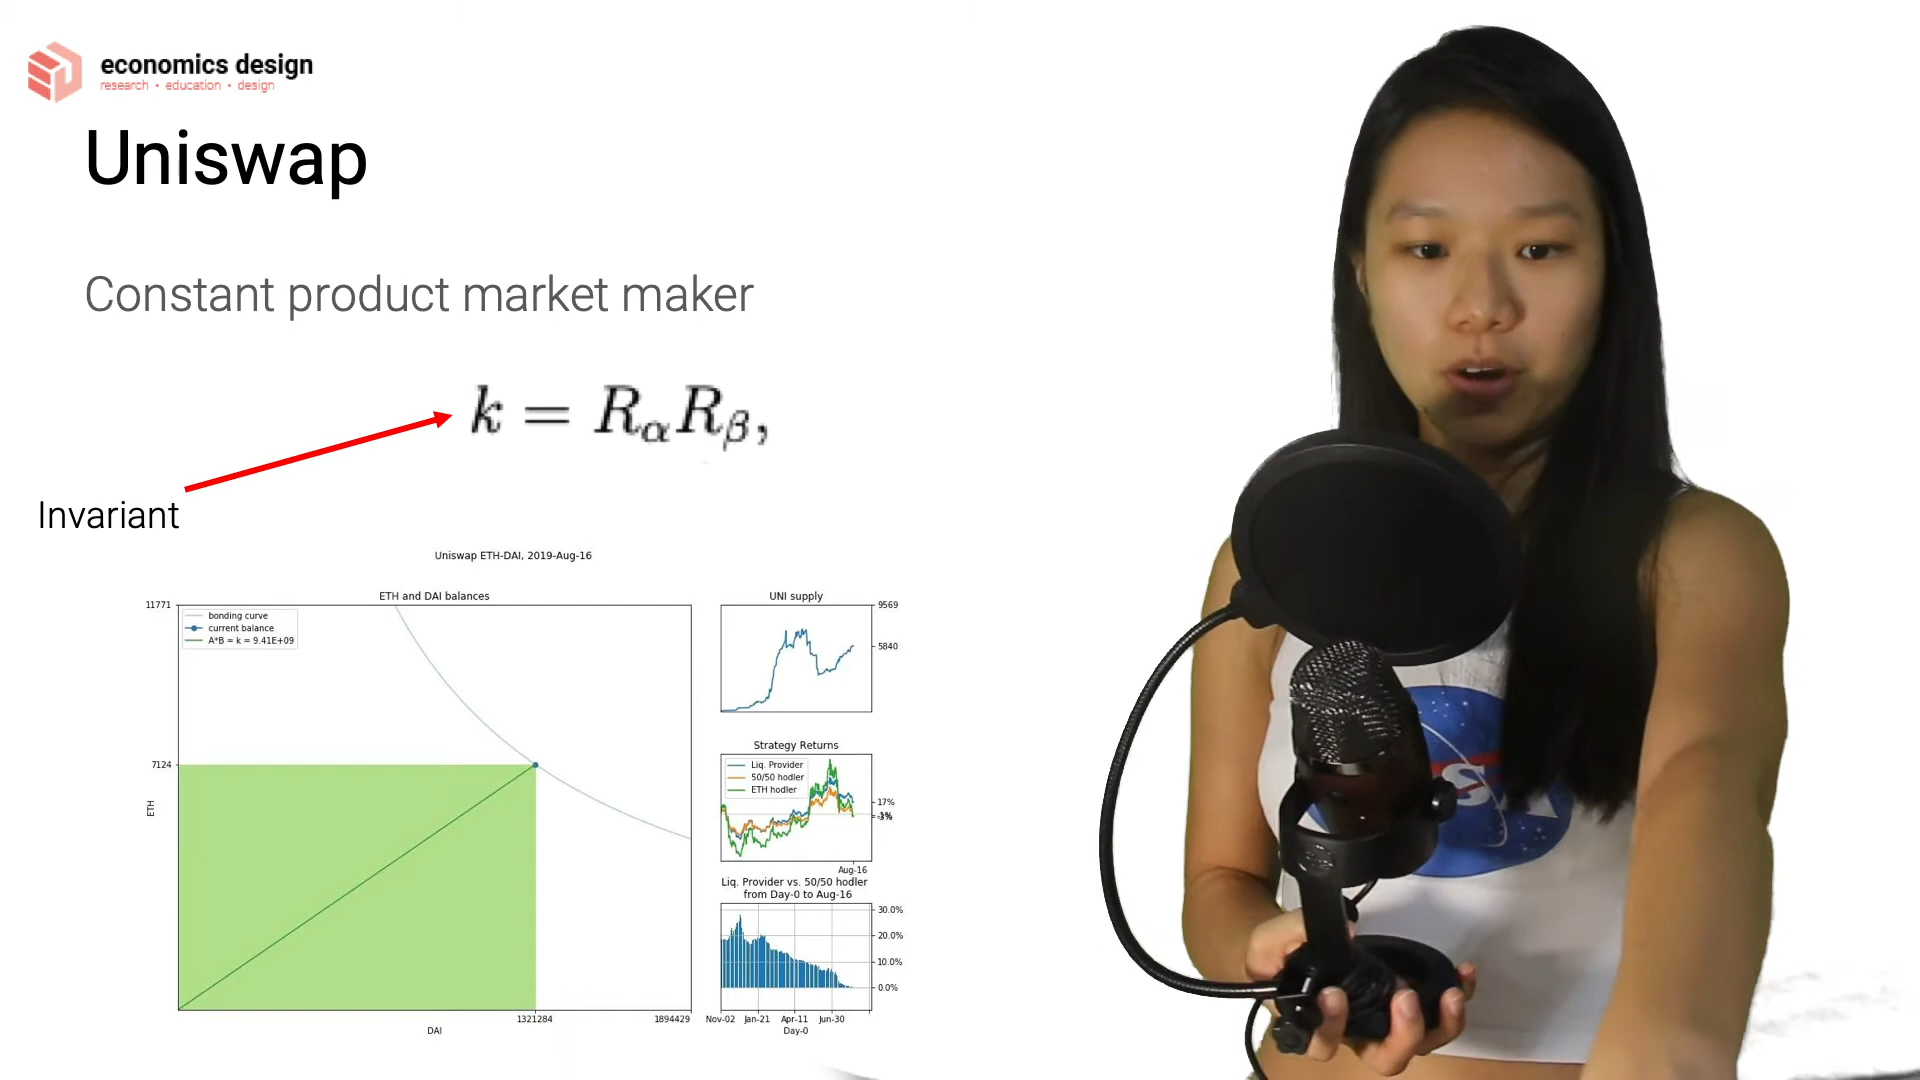 economics design
research • education • design
Uniswap
Constant product market maker
k = RαRβ,
Invariant
Uniswap ETH-DAI, 2019-Aug-16
ETH and DAI balances
11771
bonding curve
current balance
A*B = k = 9.41E+09
7124
ETH
1321284
1894429
DAI
UNI supply
9569
5840
Strategy Returns
Liq. Provider
50/50 hodler
ETH hodler
17%
Aug-16
Liq. Provider vs. 50/50 hodler
from Day-0 to Aug-16
30.0%
20.0%
10.0%
0.0%
Nov-02 Jan-21 Apr-11 Jun-30
Day-0